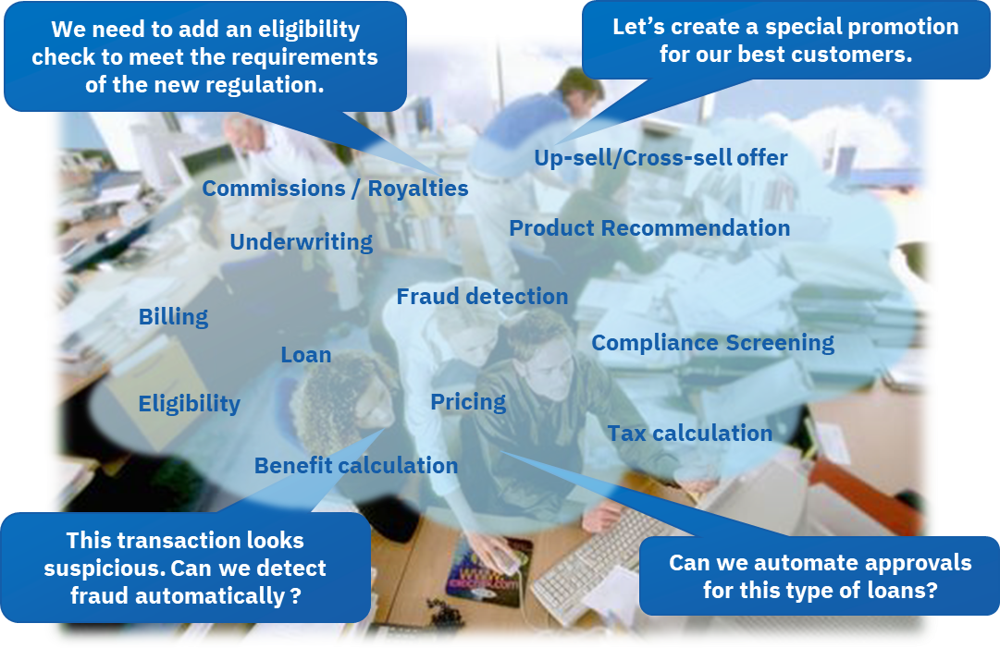 We need to add an eligibility
check to meet the requirements
of the new regulation.
Let’s create a special promotion
for our best customers.
Up-sell/Cross-sell offer
Commissions / Royalties
Product Recommendation
Underwriting
Fraud detection
Billing
Compliance Screening
Loan
Eligibility
Pricing
Tax calculation
Benefit calculation
This transaction looks
suspicious. Can we detect
fraud automatically ?
Can we automate approvals
for this type of loans?